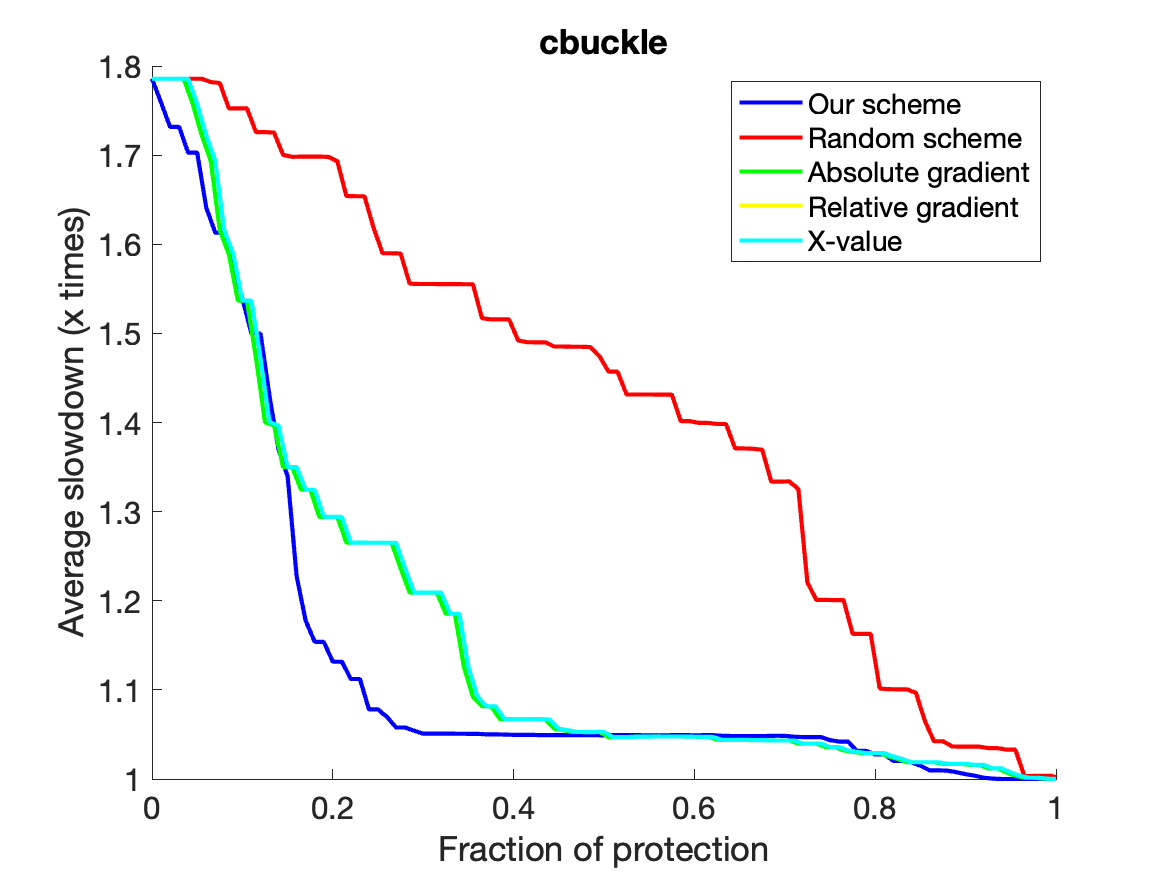 cbuckle
1.8
1.7
1.6
1.5
1.4
1.3
1.2
1.1
1
Average slowdown (x times)
Our scheme
Random scheme
Absolute gradient
Relative gradient
X-value
0 0.2 0.4 0.6 0.8 1
Fraction of protection